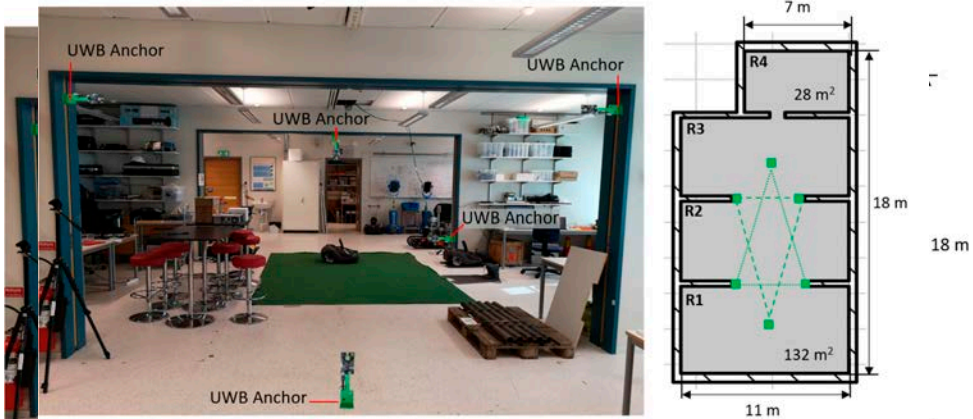 UWB Anchor
UWB Anchor
UWB Anchor
UWB Anchor
UWB Anchor
7 m
R4
28 m²
R3
R2
18 m
18 m
R1
132 m²
11 m